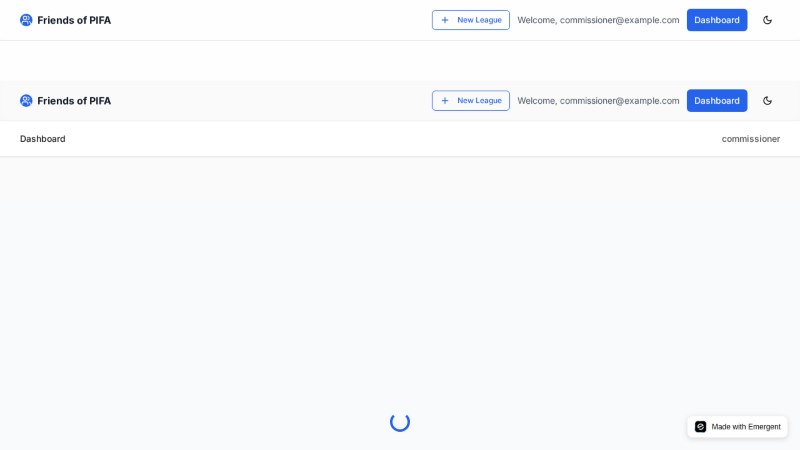 Friends of PIFA
New League
Welcome, commissioner@example.com
Dashboard
Friends of PIFA
New League
Welcome, commissioner@example.com
Dashboard
Dashboard
commissioner
Made with Emergent